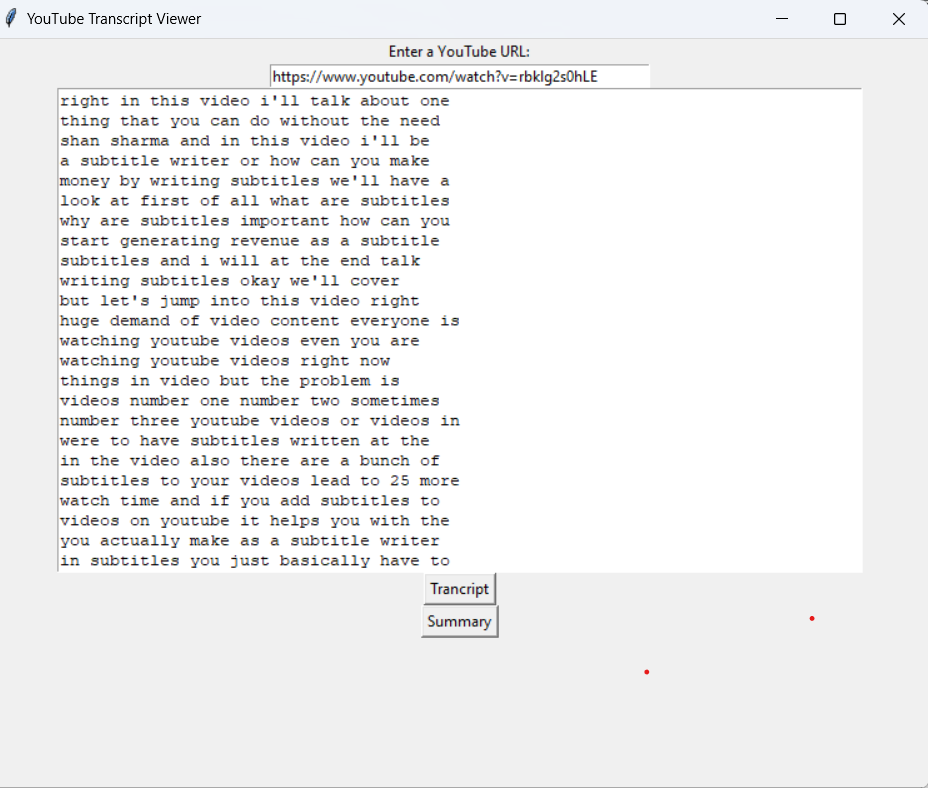 YouTube Transcript Viewer
Enter a YouTube URL:
https://www.youtube.com/watch?v=rbklg2s0hLE
right in this video i'll talk about one
thing that you can do without the need
shan sharma and in this video i'll be
a subtitle writer or how can you make
money by writing subtitles we'll have a
look at first of all what are subtitles
why are subtitles important how can you
start generating revenue as a subtitle
subtitles and i will at the end talk
writing subtitles okay we'll cover
but let's jump into this video right
huge demand of video content everyone is
watching youtube videos even you are
watching youtube videos right now
things in video but the problem is
videos number one number two sometimes
number three youtube videos or videos in
were to have subtitles written at the
in the video also there are a bunch of
subtitles to your videos lead to 25 more
watch time and if you add subtitles to
videos on youtube it helps you with the
you actually make as a subtitle writer
in subtitles you just basically have to
Trancript
Summary